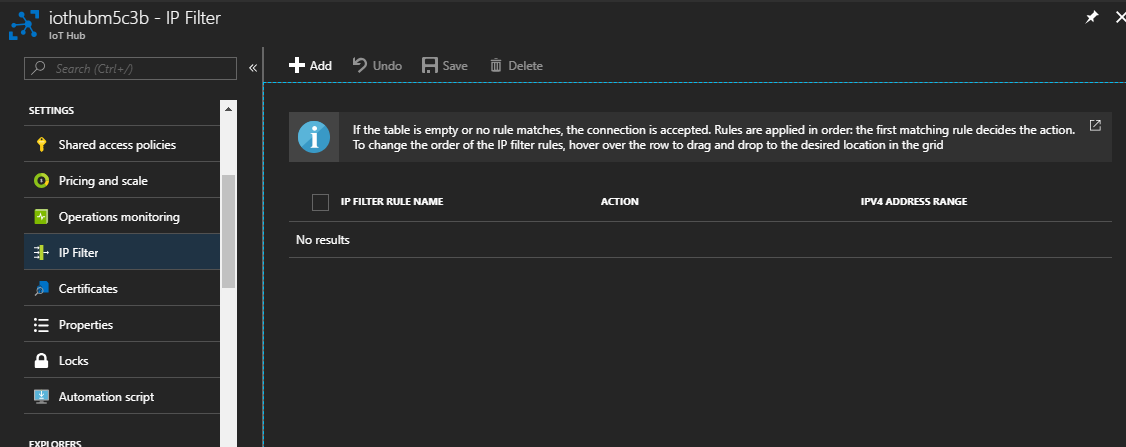 iothubm5c3b - IP Filter
IoT Hub
Search (Ctrl+/)
«
SETTINGS
Shared access policies
Pricing and scale
Operations monitoring
IP Filter
Certificates
Properties
Locks
Automation script
EXPLORERS
Add
Undo
Save
Delete
If the table is empty or no rule matches, the connection is accepted. Rules are applied in order: the first matching rule decides the action.
To change the order of the IP filter rules, hover over the row to drag and drop to the desired location in the grid
IP FILTER RULE NAME
ACTION
IPV4 ADDRESS RANGE
No results